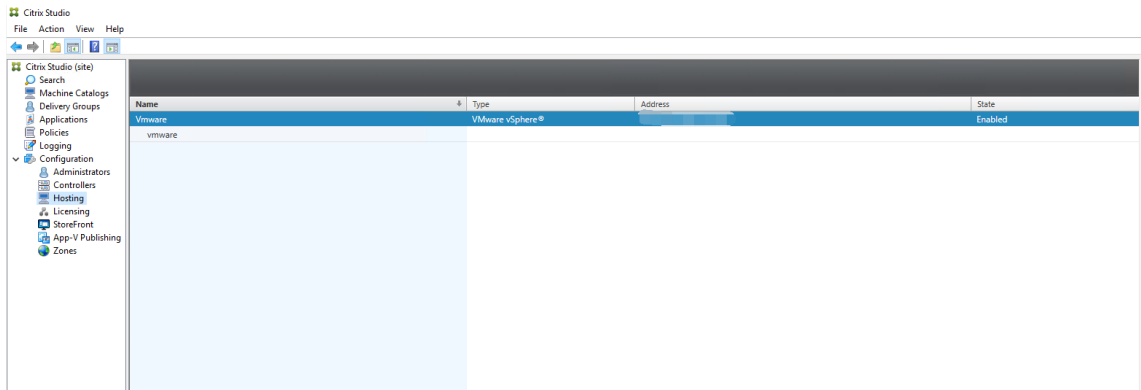 Citrix Studio
File Action View Help
Citrix Studio (site)
Search
Machine Catalogs
Delivery Groups
Applications
Policies
Logging
Configuration
Administrators
Controllers
Hosting
Licensing
StoreFront
App-V Publishing
Zones
Name Type Address State
Vmware VMware vSphere® Enabled
vmware